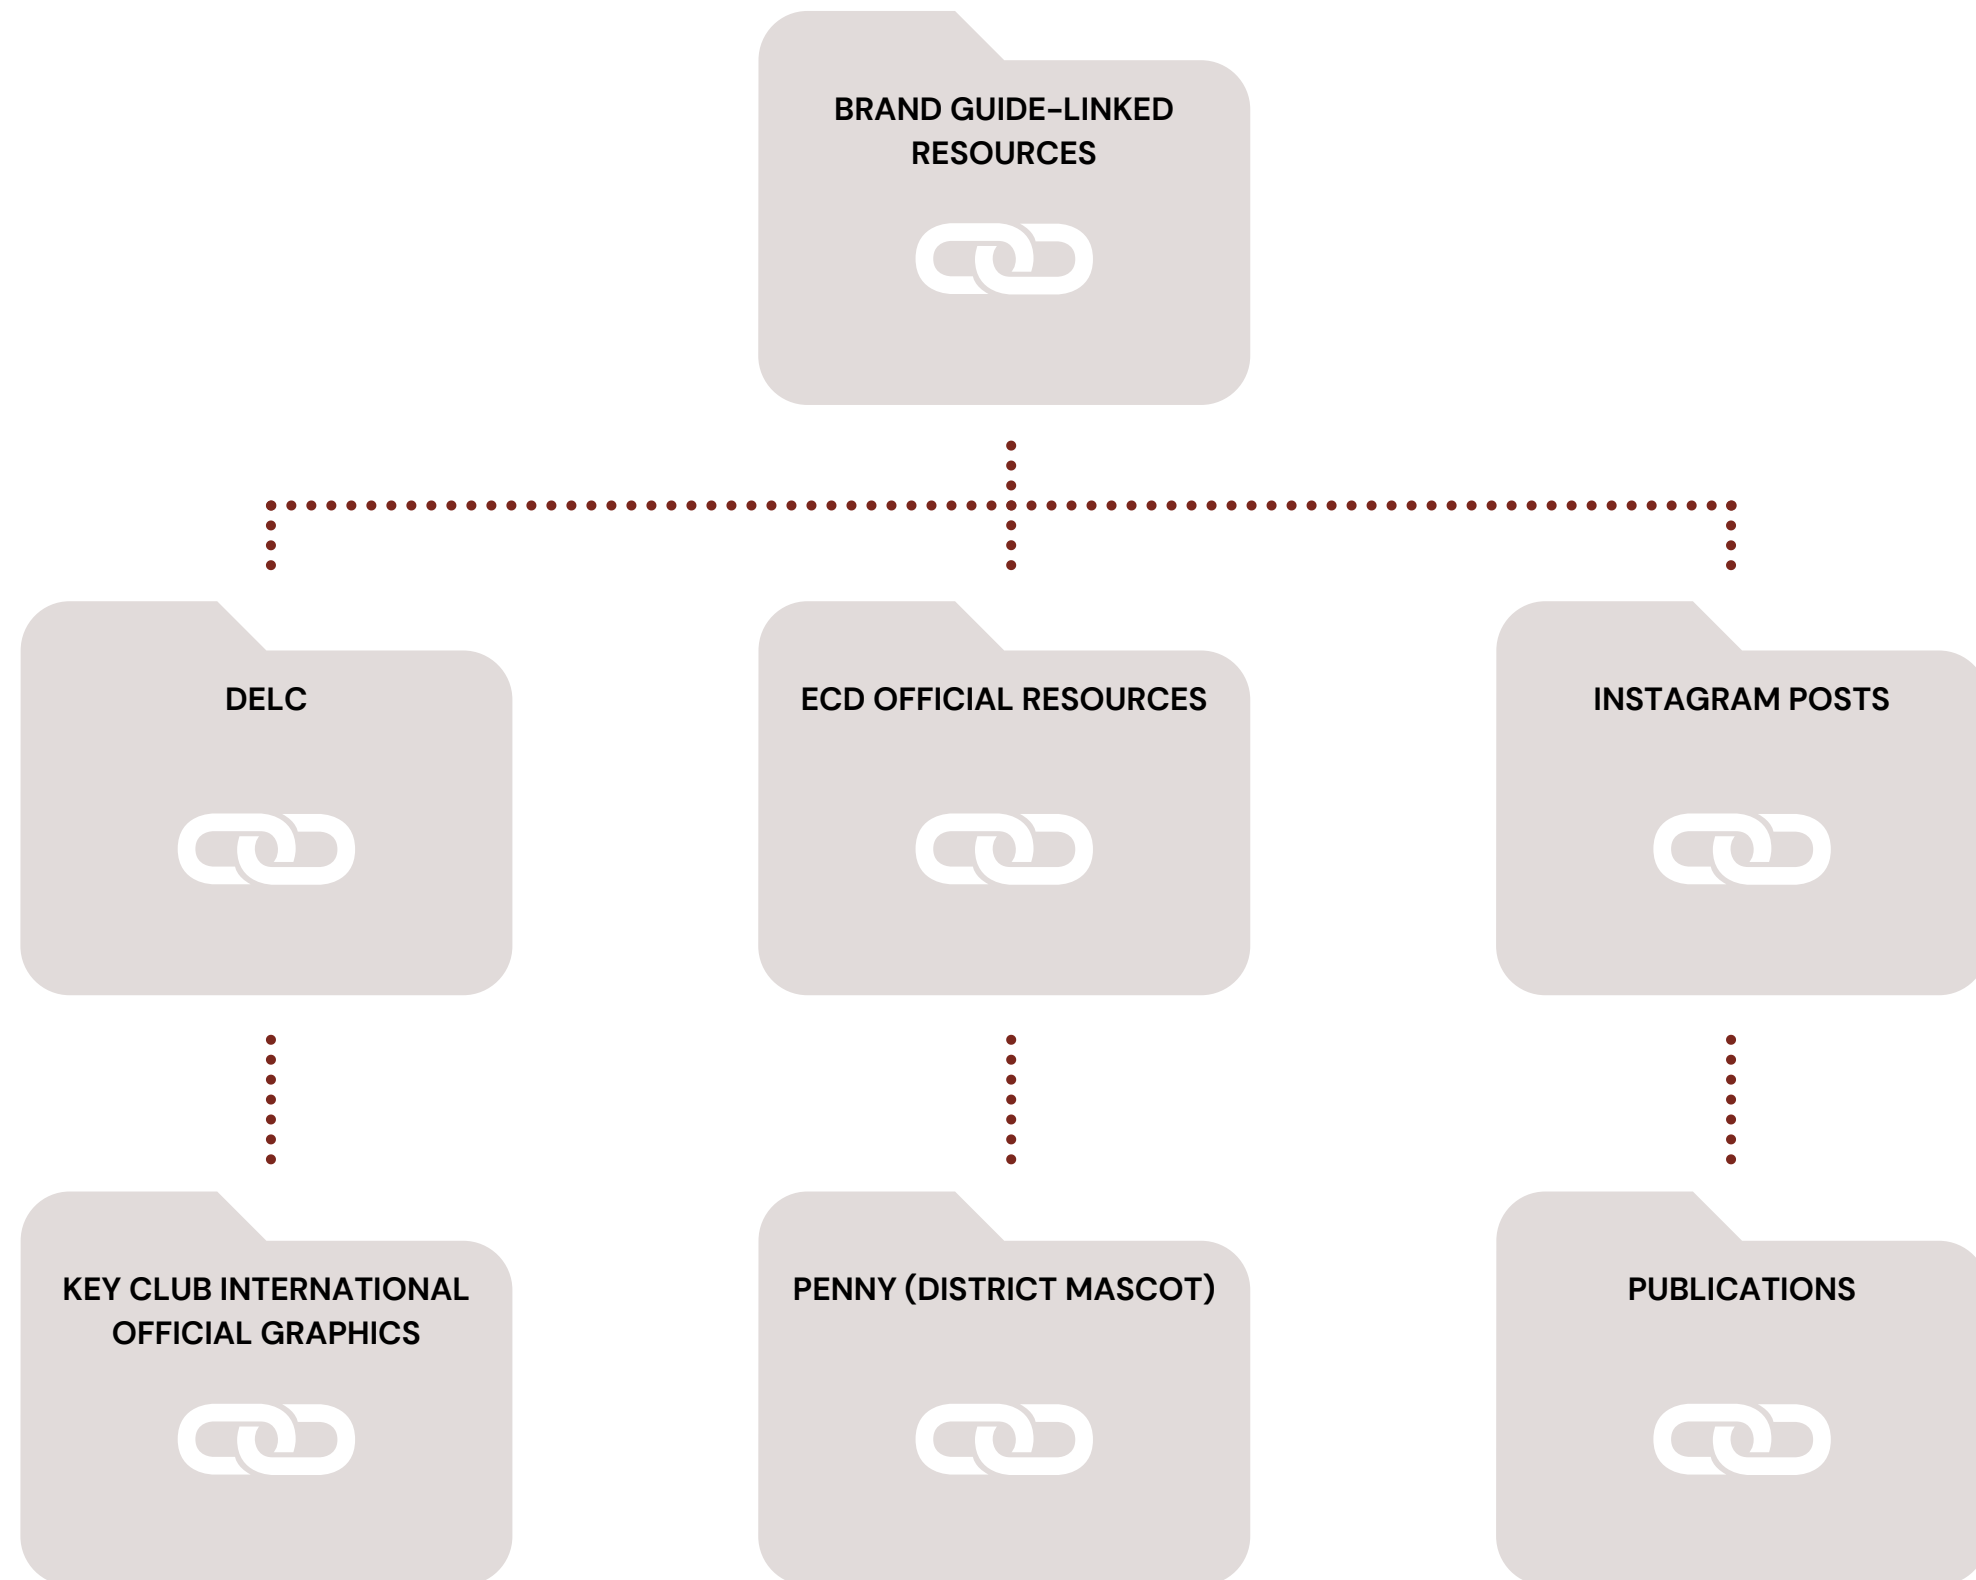 BRAND GUIDE-LINKED
RESOURCES
DELC
ECD OFFICIAL RESOURCES
INSTAGRAM POSTS
KEY CLUB INTERNATIONAL
OFFICIAL GRAPHICS
PENNY (DISTRICT MASCOT)
PUBLICATIONS